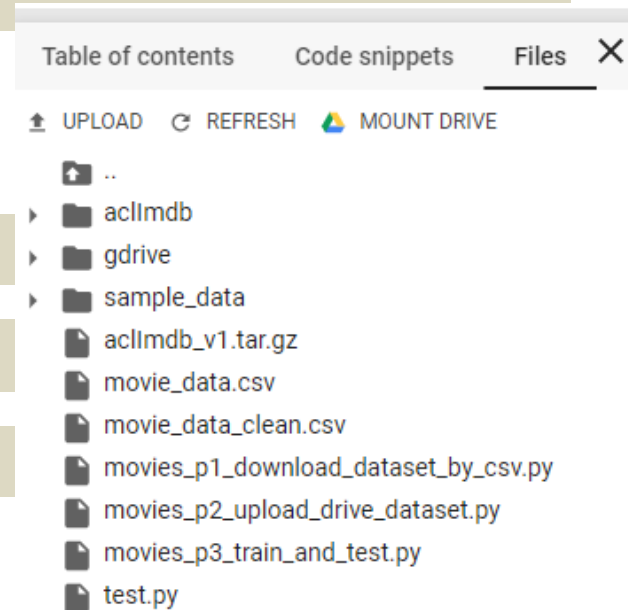 Table of contents Code snippets Files
UPLOAD REFRESH MOUNT DRIVE
..
aclImdb
gdrive
sample_data
aclImdb_v1.tar.gz
movie_data.csv
movie_data_clean.csv
movies_p1_download_dataset_by_csv.py
movies_p2_upload_drive_dataset.py
movies_p3_train_and_test.py
test.py